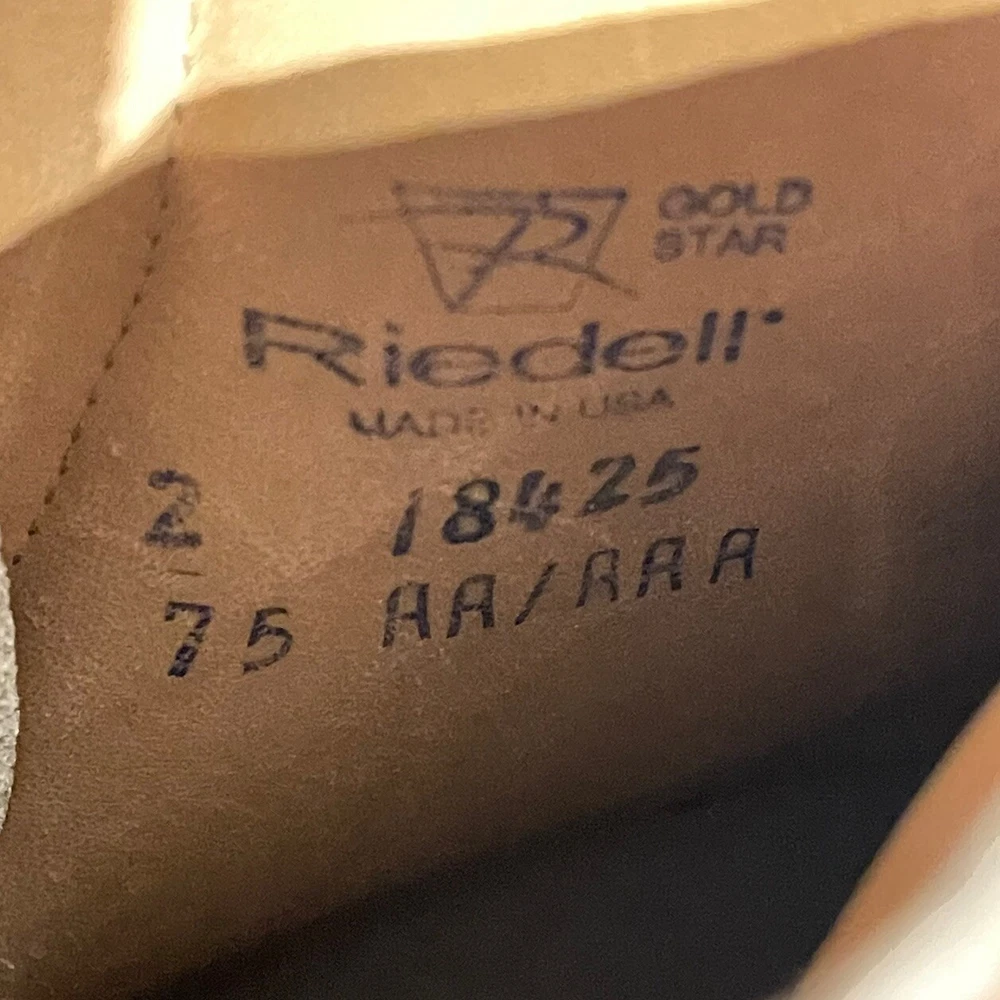 R GOLD
STAR
Riedell
MADE IN USA
2 18425
75 AA/AAA